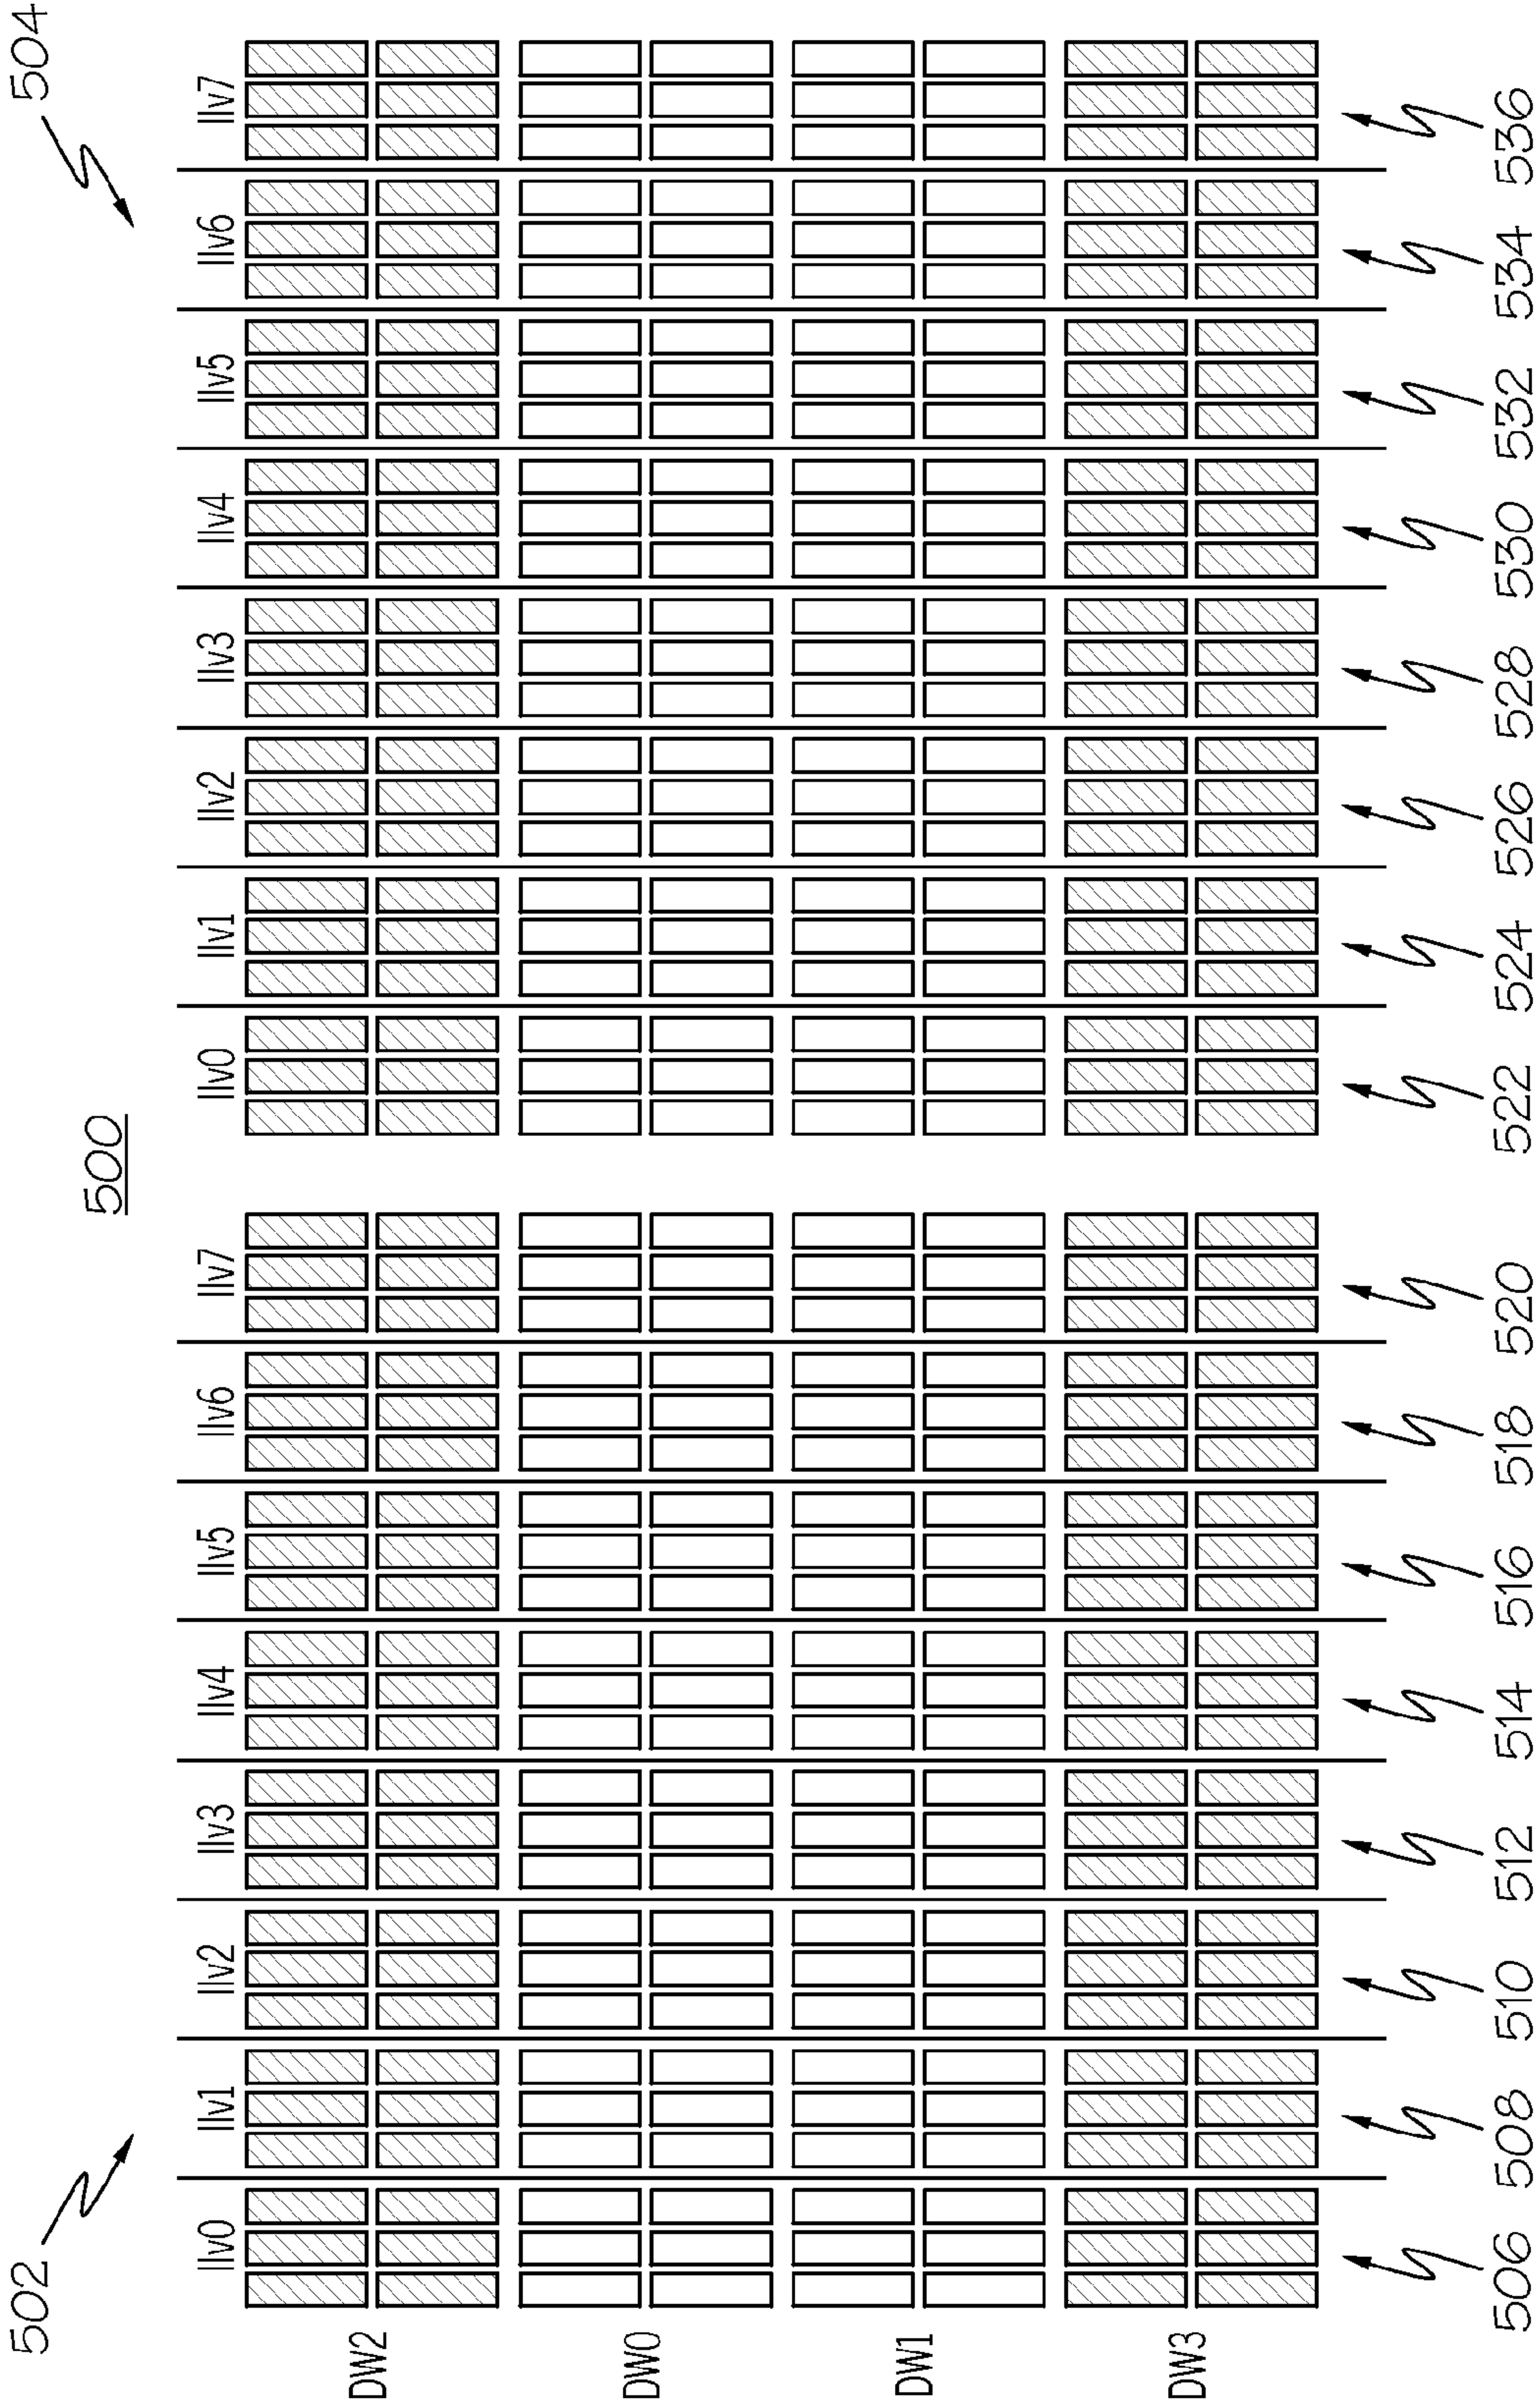 502 504
500
IIv0 IIv1 IIv2 IIv3 IIv4 IIv5 IIv6 IIv7 IIv0 IIv1 IIv2 IIv3 IIv4 IIv5 IIv6 IIv7
DW2
DW0
DW1
DW3
506 508 510 512 514 516 518 520 522 524 526 528 530 532 534 536